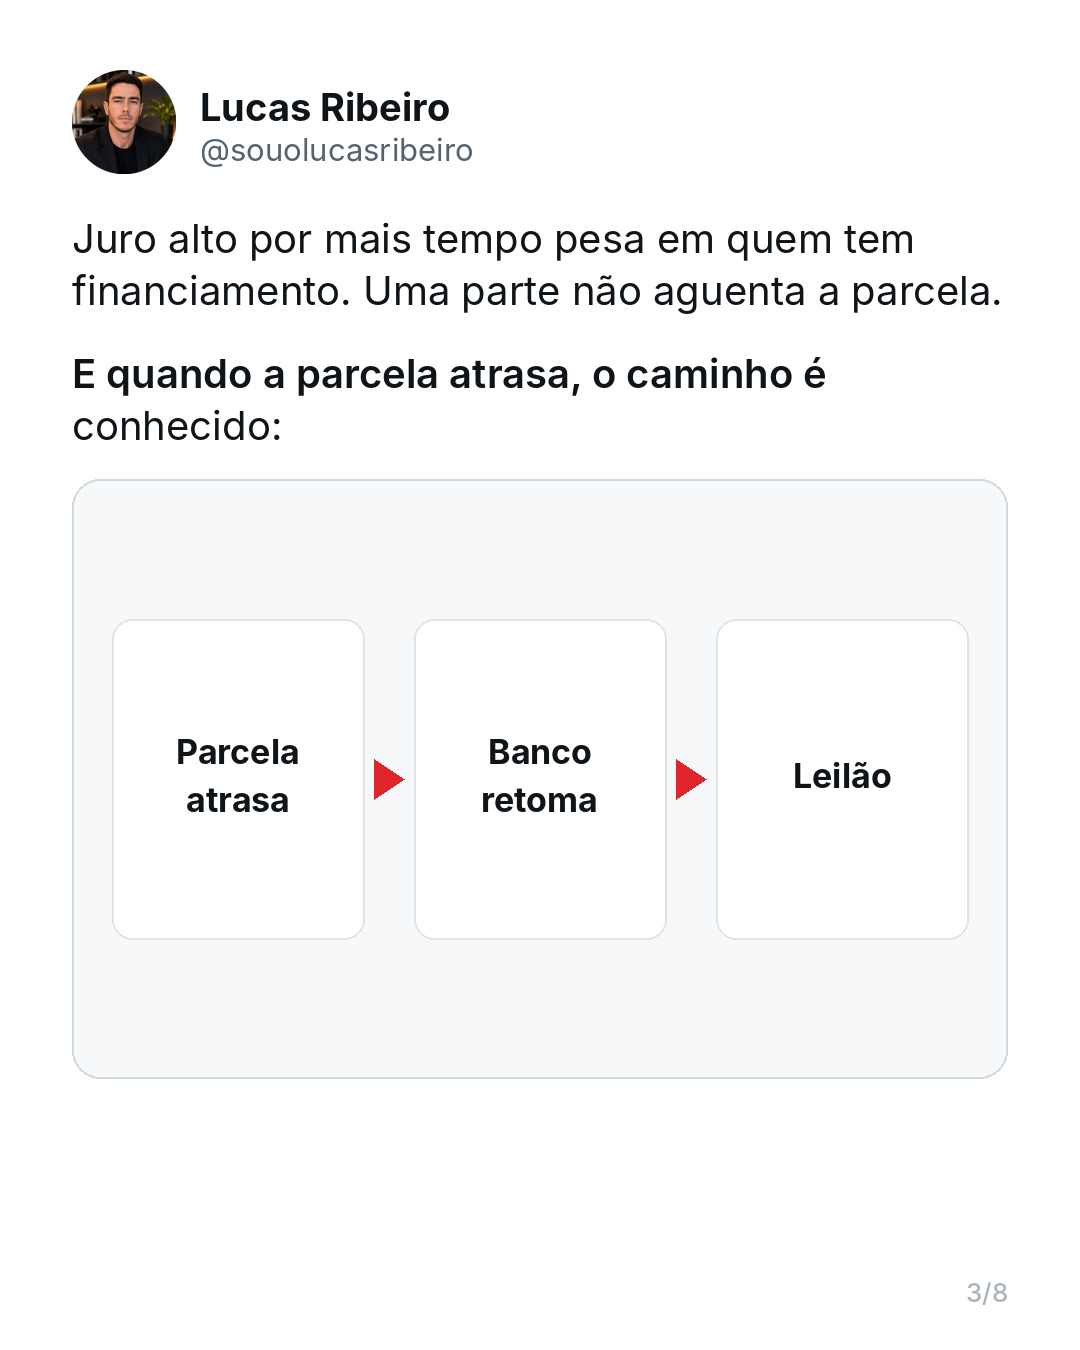 Lucas Ribeiro
@souolucasribeiro
Juro alto por mais tempo pesa em quem tem
financiamento. Uma parte não aguenta a parcela.
E quando a parcela atrasa, o caminho é
conhecido:
Parcela
atrasa
Banco
retoma
Leilão
3/8